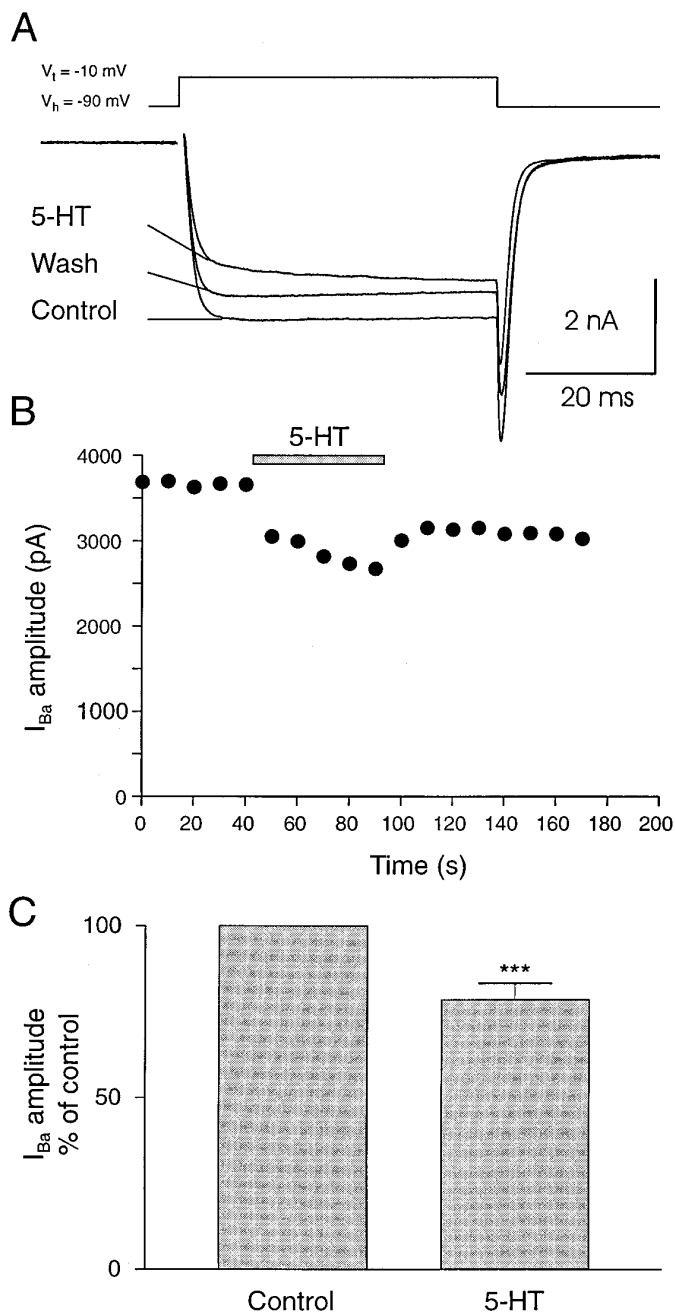 A
Vt = -10 mV
Vh = -90 mV
5-HT
Wash
Control
2 nA
20 ms
B
5-HT
4000
3000
2000
1000
0
IBa amplitude (pA)
0 20 40 60 80 100 120 140 160 180 200
Time (s)
C
100
50
0
IBa amplitude
% of control
***
Control 5-HT